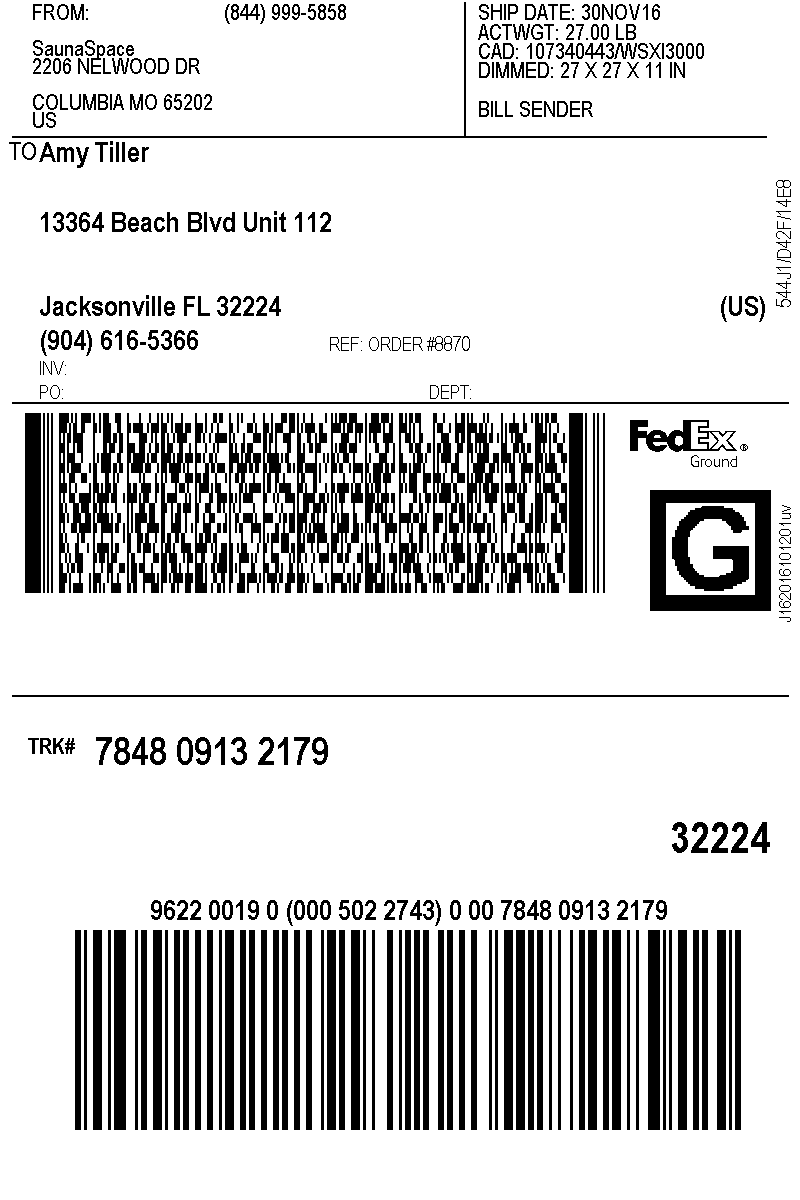 FROM: (844) 999-5858
SaunaSpace
2206 NELWOOD DR
COLUMBIA MO 65202
US
SHIP DATE: 30NOV16
ACTWGT: 27.00 LB
CAD: 107340443/WSXI3000
DIMMED: 27 X 27 X 11 IN
BILL SENDER
TO Amy Tiller
13364 Beach Blvd Unit 112
Jacksonville FL 32224 (US)
(904) 616-5366 REF: ORDER #8870
INV:
PO: DEPT:
544J1/D42F/14E8
FedEx®
Ground
G
J162016101201uv
TRK# 7848 0913 2179
32224
9622 0019 0 (000 502 2743) 0 00 7848 0913 2179